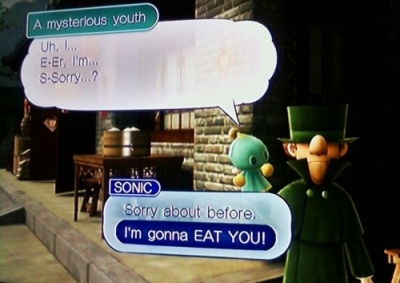 A mysterious youth
Uh, I...
E-Er, I'm...
S-Sorry...?
SONIC
Sorry about before.
I'm gonna EAT YOU!